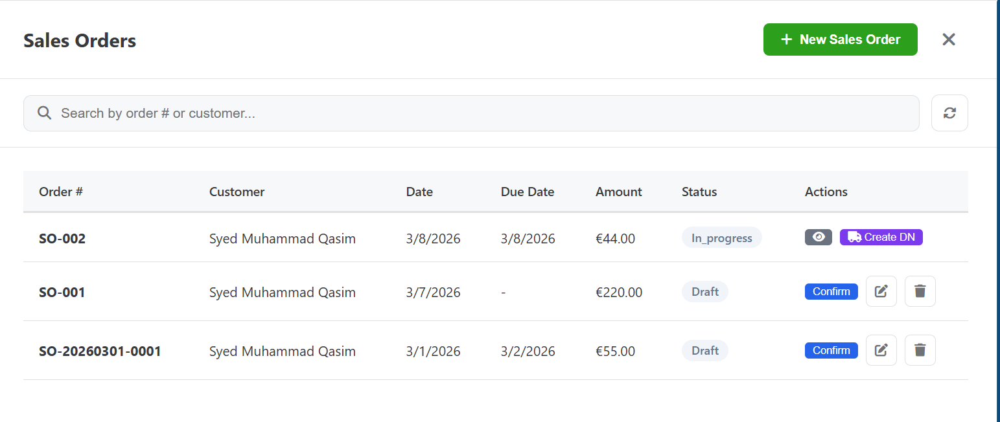 Sales Orders
New Sales Order
Search by order # or customer...
Order # Customer Date Due Date Amount Status Actions
SO-002 Syed Muhammad Qasim 3/8/2026 3/8/2026 €44.00 In_progress Create DN
SO-001 Syed Muhammad Qasim 3/7/2026 - €220.00 Draft Confirm
SO-20260301-0001 Syed Muhammad Qasim 3/1/2026 3/2/2026 €55.00 Draft Confirm